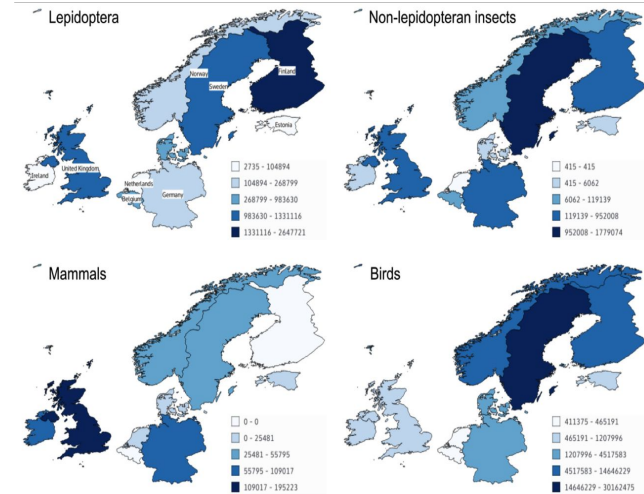 Lepidoptera
Norway
Sweden
Finland
Estonia
Ireland
United Kingdom
Netherlands
Belgium
Germany
2735 - 104894
104894 - 268799
268799 - 983630
983630 - 1331116
1331116 - 2647721
Non-lepidopteran insects
415 - 415
415 - 6062
6062 - 119139
119139 - 952008
952008 - 1779074
Mammals
0 - 0
0 - 25481
25481 - 55795
55795 - 109017
109017 - 195223
Birds
411375 - 465191
465191 - 1207996
1207996 - 4517583
4517583 - 14646229
14646229 - 30162475